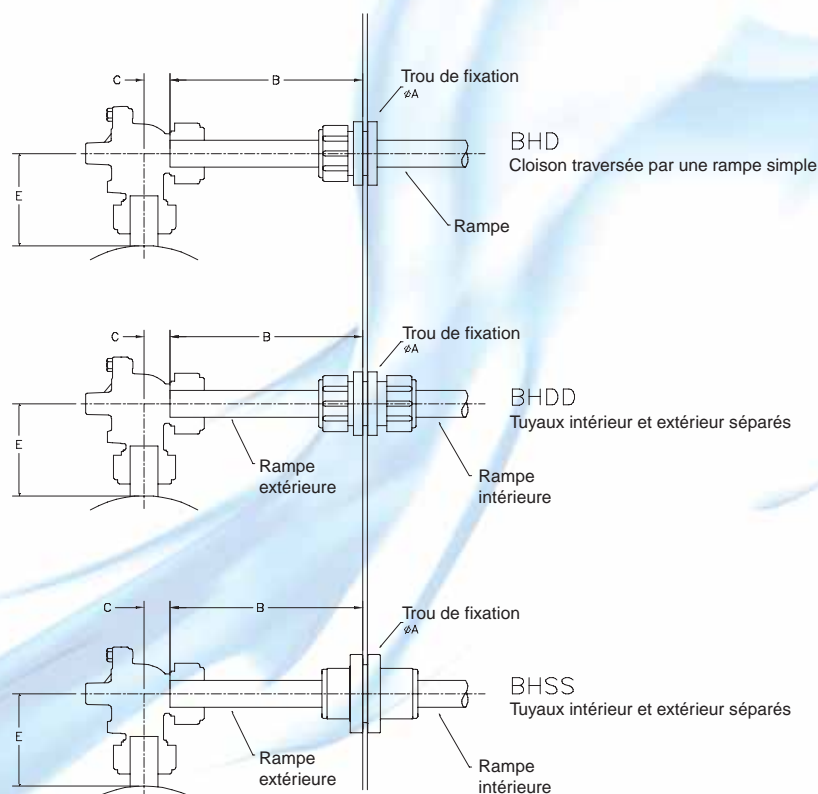 C
B
Trou de fixation
øA
BHD
Cloison traversée par une rampe simple
E
Rampe
C
B
Trou de fixation
øA
BHDD
Tuyaux intérieur et extérieur séparés
E
Rampe
extérieure
Rampe
intérieure
C
B
Trou de fixation
øA
BHSS
Tuyaux intérieur et extérieur séparés
E
Rampe
extérieure
Rampe
intérieure